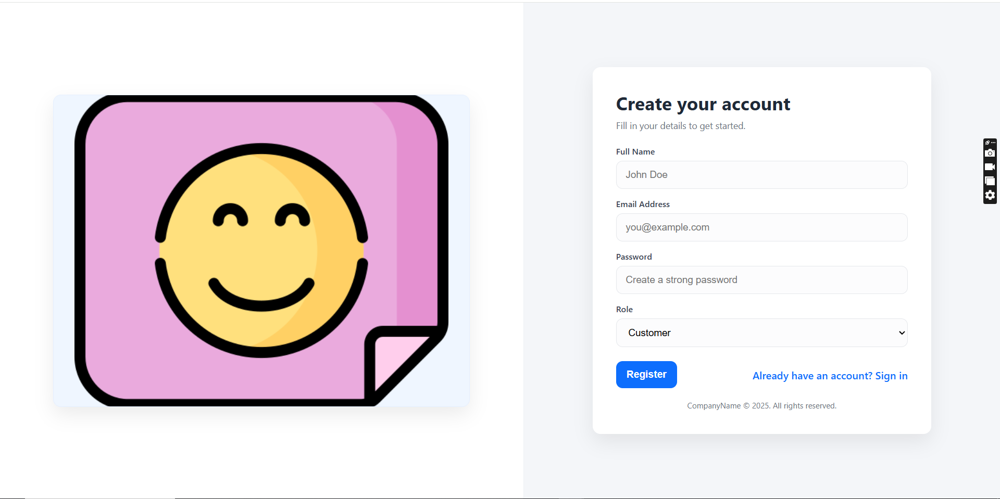 Create your account
Fill in your details to get started.
Full Name
John Doe
Email Address
you@example.com
Password
Create a strong password
Role
Customer
Register
Already have an account? Sign in
CompanyName © 2025. All rights reserved.